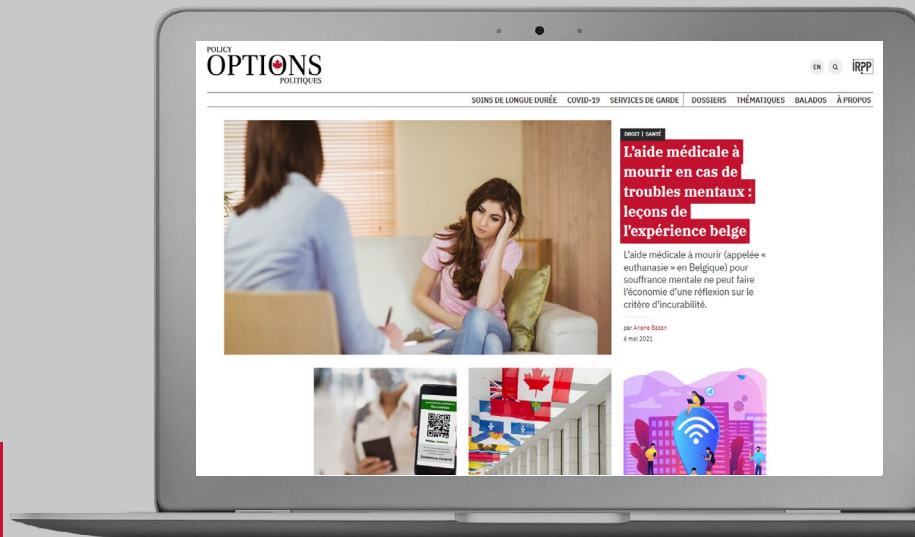 POLICY
OPTIONS
POLITIQUES
EN
IRPP
SOINS DE LONGUE DURÉE COVID-19 SERVICES DE GARDE DOSSIERS THÉMATIQUES BALADOS À PROPOS
DROIT | SANTÉ
L'aide médicale à
mourir en cas de
troubles mentaux :
leçons de
l'expérience belge
L'aide médicale à mourir (appelée «
euthanasie » en Belgique) pour
souffrance mentale ne peut faire
l'économie d'une réflexion sur le
critère d'incurabilité.
par Ariane Bazan
6 mai 2021